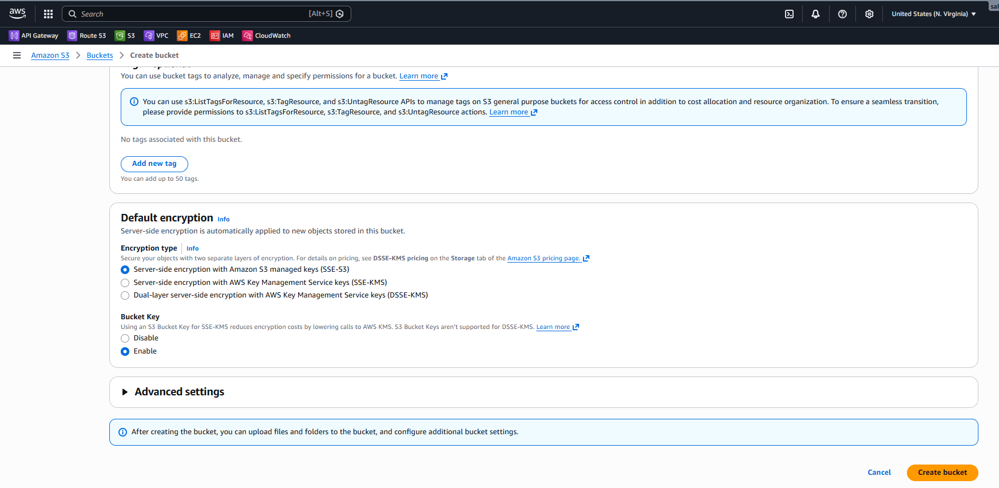 aws
Search
[Alt+S]
United States (N. Virginia)
API Gateway
Route 53
S3
VPC
EC2
IAM
CloudWatch
Amazon S3
Buckets
Create bucket
You can use bucket tags to analyze, manage and specify permissions for a bucket. Learn more
You can use s3:ListTagsForResource, s3:TagResource, and s3:UntagResource APIs to manage tags on S3 general purpose buckets for access control in addition to cost allocation and resource organization. To ensure a seamless transition,
please provide permissions to s3:ListTagsForResource, s3:TagResource, and s3:UntagResource actions. Learn more
No tags associated with this bucket.
Add new tag
You can add up to 50 tags.
Default encryption Info
Server-side encryption is automatically applied to new objects stored in this bucket.
Encryption type Info
Secure your objects with two separate layers of encryption. For details on pricing, see DSSE-KMS pricing on the Storage tab of the Amazon S3 pricing page.
Server-side encryption with Amazon S3 managed keys (SSE-S3)
Server-side encryption with AWS Key Management Service keys (SSE-KMS)
Dual-layer server-side encryption with AWS Key Management Service keys (DSSE-KMS)
Bucket Key
Using an S3 Bucket Key for SSE-KMS reduces encryption costs by lowering calls to AWS KMS. S3 Bucket Keys aren't supported for DSSE-KMS. Learn more
Disable
Enable
Advanced settings
After creating the bucket, you can upload files and folders to the bucket, and configure additional bucket settings.
Cancel
Create bucket